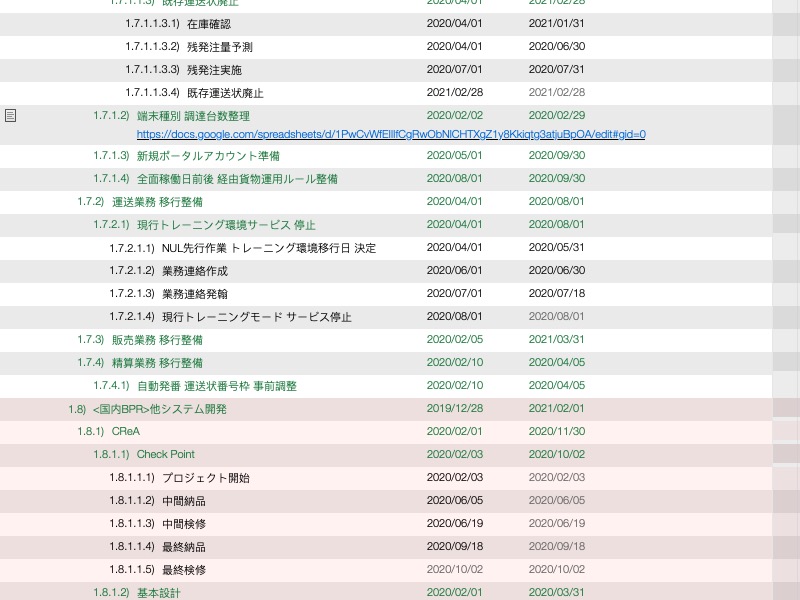 1.7.1.1.3) 既存運送状廃止 2020/04/01 2021/02/28
1.7.1.1.3.1) 在庫確認 2020/04/01 2021/01/31
1.7.1.1.3.2) 残発注量予測 2020/04/01 2020/06/30
1.7.1.1.3.3) 残発注実施 2020/07/01 2020/07/31
1.7.1.1.3.4) 既存運送状廃止 2021/02/28 2021/02/28
1.7.1.2) 端末種別 調達台数整理 2020/02/02 2020/02/29
1.7.1.3) 新規ポータルアカウント準備 2020/05/01 2020/09/30
1.7.1.4) 全面稼働日前後 経由貨物運用ルール整備 2020/08/01 2020/09/30
1.7.2) 運送業務 移行整備 2020/04/01 2020/08/01
1.7.2.1) 現行トレーニング環境サービス 停止 2020/04/01 2020/08/01
1.7.2.1.1) NUL先行作業 トレーニング環境移行日 決定 2020/04/01 2020/05/31
1.7.2.1.2) 業務連絡作成 2020/06/01 2020/06/30
1.7.2.1.3) 業務連絡発翰 2020/07/01 2020/07/18
1.7.2.1.4) 現行トレーニングモード サービス停止 2020/08/01 2020/08/01
1.7.3) 販売業務 移行整備 2020/02/05 2021/03/31
1.7.4) 精算業務 移行整備 2020/02/10 2020/04/05
1.7.4.1) 自動発番 運送状番号枠 事前調整 2020/02/10 2020/04/05
1.8) <国内BPR>他システム開発 2019/12/28 2021/02/01
1.8.1) CReA 2020/02/01 2020/11/30
1.8.1.1) Check Point 2020/02/03 2020/10/02
1.8.1.1.1) プロジェクト開始 2020/02/03 2020/02/03
1.8.1.1.2) 中間納品 2020/06/05 2020/06/05
1.8.1.1.3) 中間検修 2020/06/19 2020/06/19
1.8.1.1.4) 最終納品 2020/09/18 2020/09/18
1.8.1.1.5) 最終検修 2020/10/02 2020/10/02
1.8.1.2) 基本設計 2020/02/01 2020/03/31